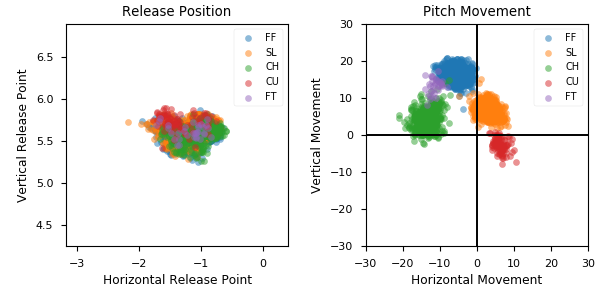 Release Position
Vertical Release Point
6.5
6.0
5.5
5.0
4.5
−3
−2
−1
0
Horizontal Release Point
FF
SL
CH
CU
FT
Pitch Movement
Vertical Movement
30
20
10
0
−10
−20
−30
−30
−20
−10
0
10
20
30
Horizontal Movement
FF
SL
CH
CU
FT